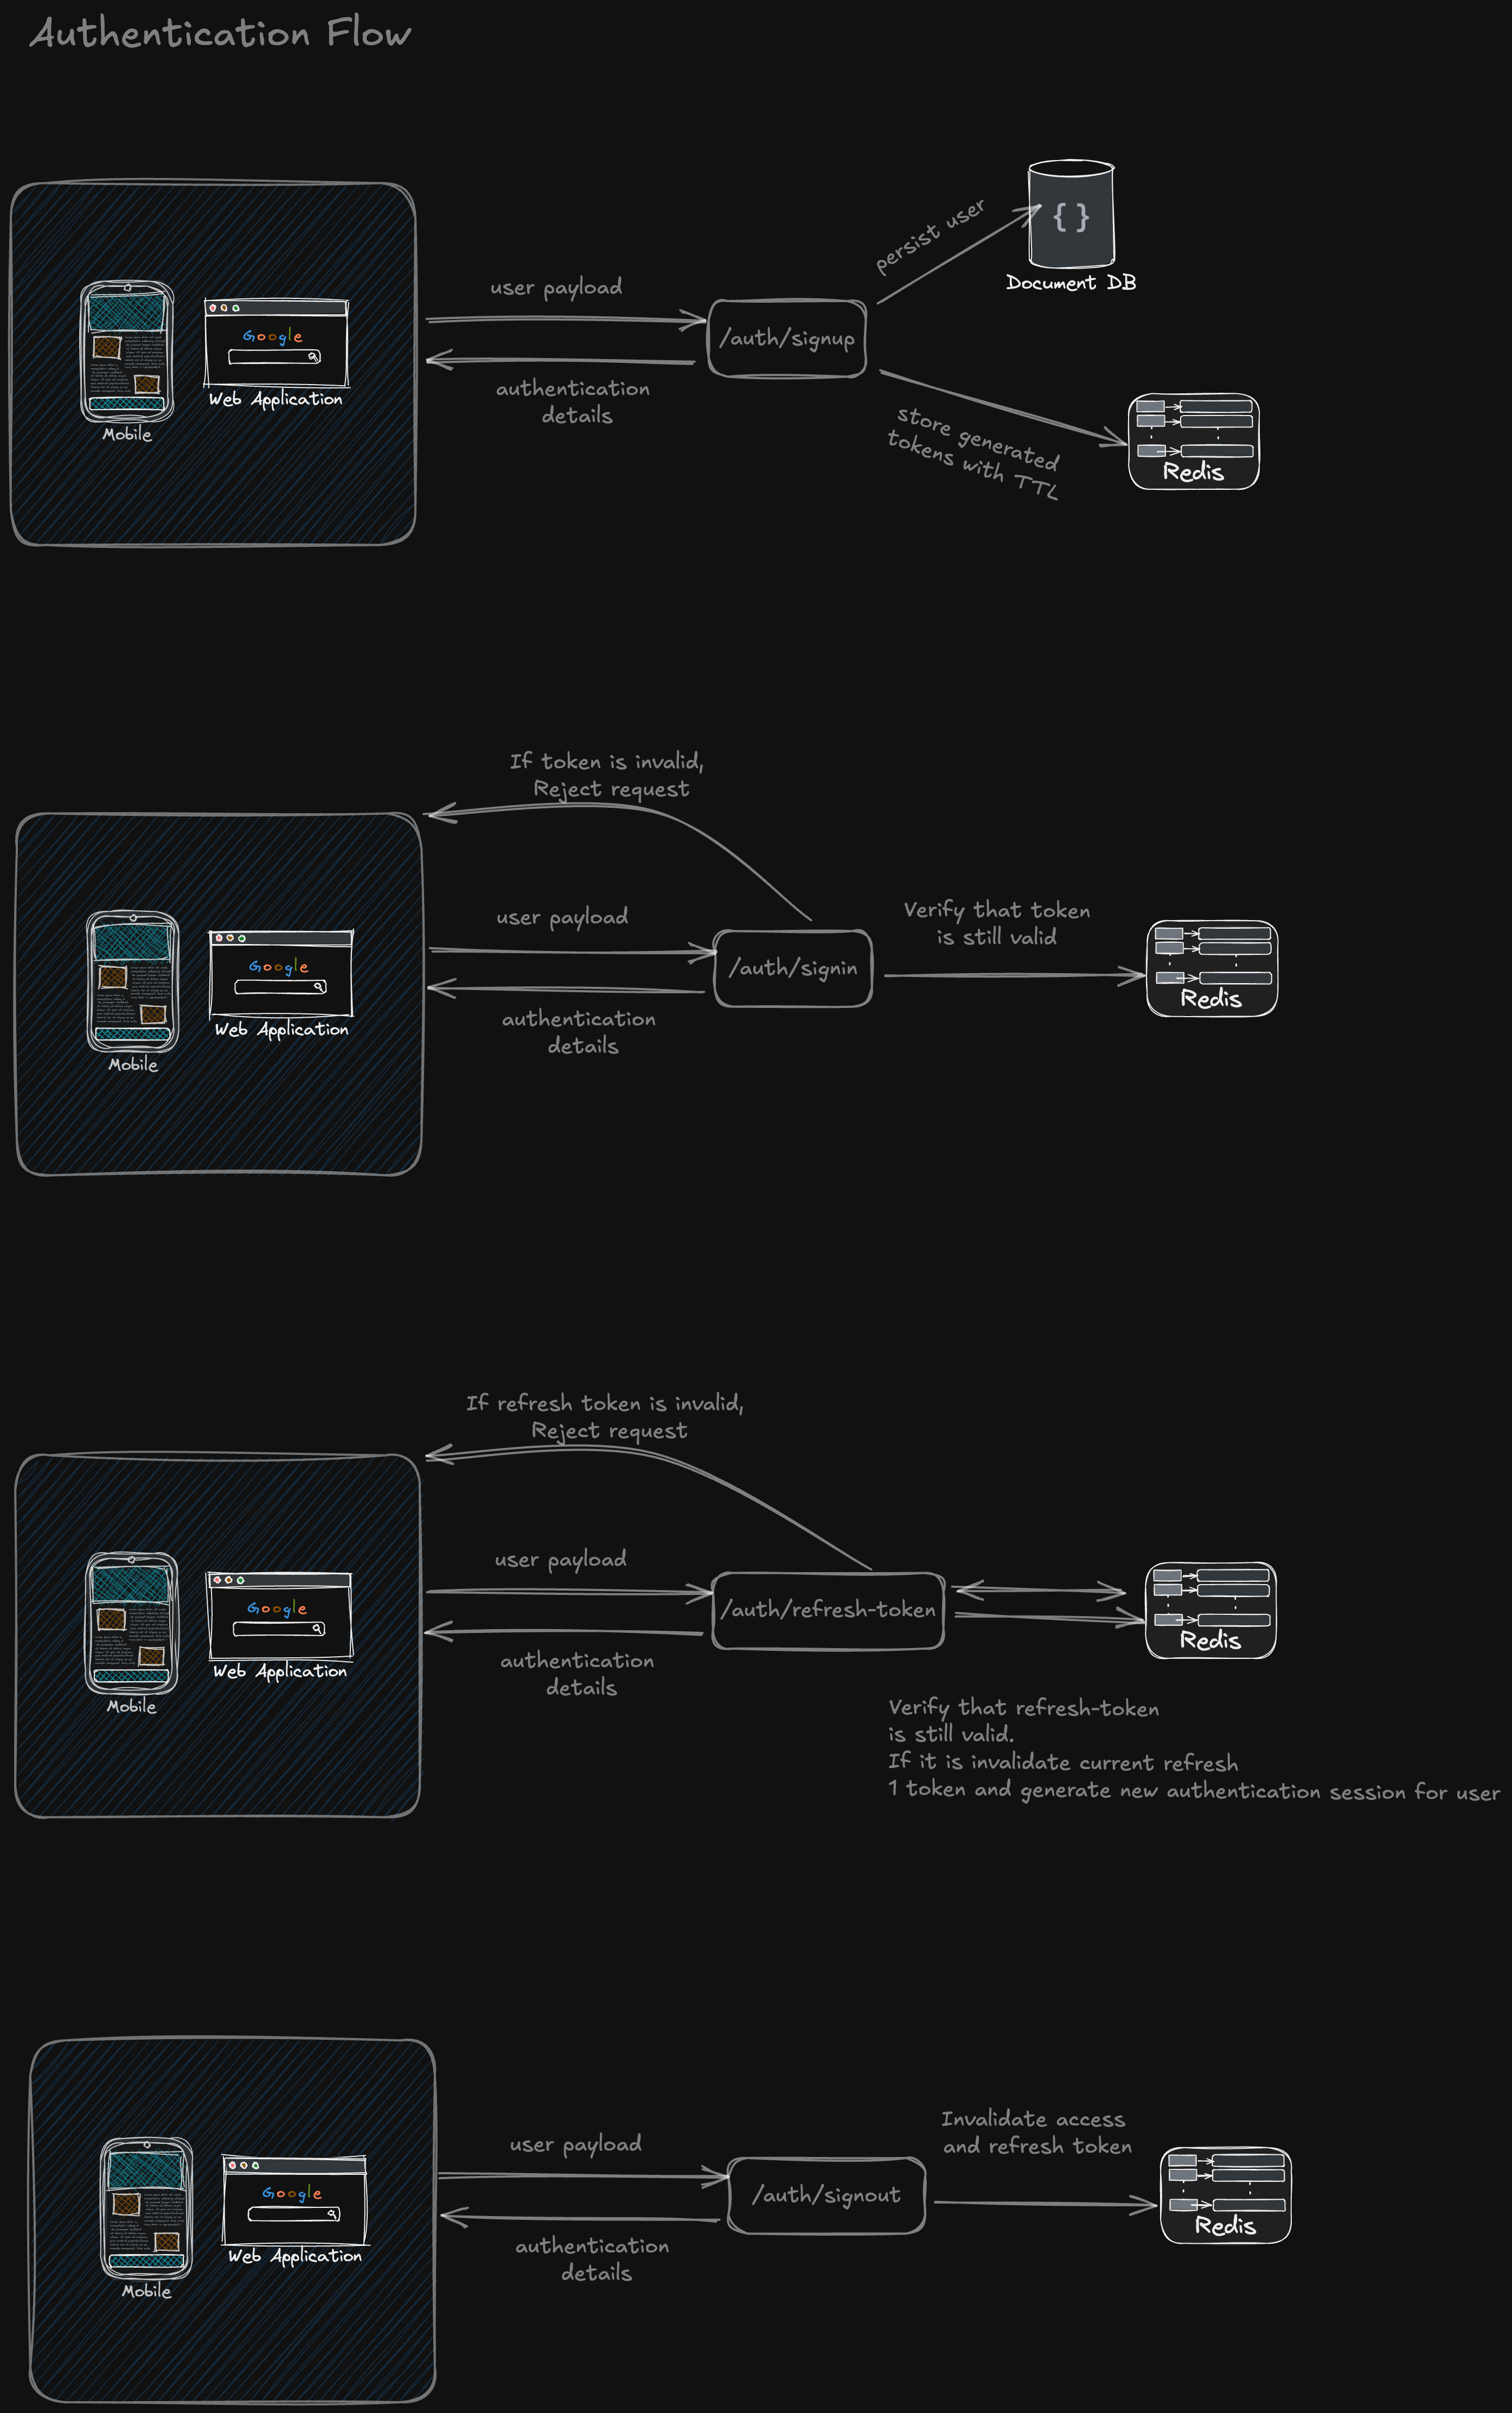 Authentication Flow
{ }
Document DB
persist user
user payload
/auth/signup
authentication
details
Google
Web Application
Mobile
store generated
tokens with TTL
Redis
If token is invalid,
Reject request
user payload
/auth/signin
authentication
details
Verify that token
is still valid
Redis
Google
Web Application
Mobile
If refresh token is invalid,
Reject request
user payload
/auth/refresh-token
authentication
details
Redis
Google
Web Application
Mobile
Verify that refresh-token
is still valid.
If it is invalidate current refresh
1 token and generate new authentication session for user
user payload
/auth/signout
authentication
details
Invalidate access
and refresh token
Redis
Google
Web Application
Mobile